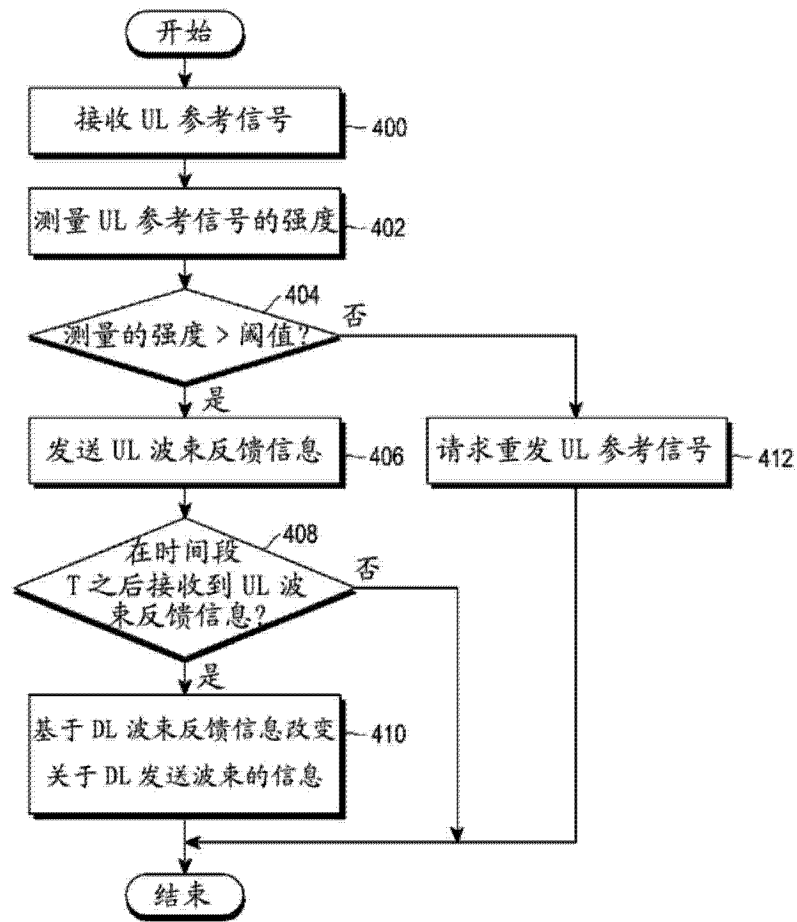 开始
接收 UL 参考信号
400
测量 UL 参考信号的强度
402
404
测量的强度 > 阈值?
否
是
发送 UL 波束反馈信息
406
请求重发 UL 参考信号
412
408
在时间段
T 之后接收到 UL 波
束反馈信息?
否
是
基于 DL 波束反馈信息改变
关于 DL 发送波束的信息
410
结束